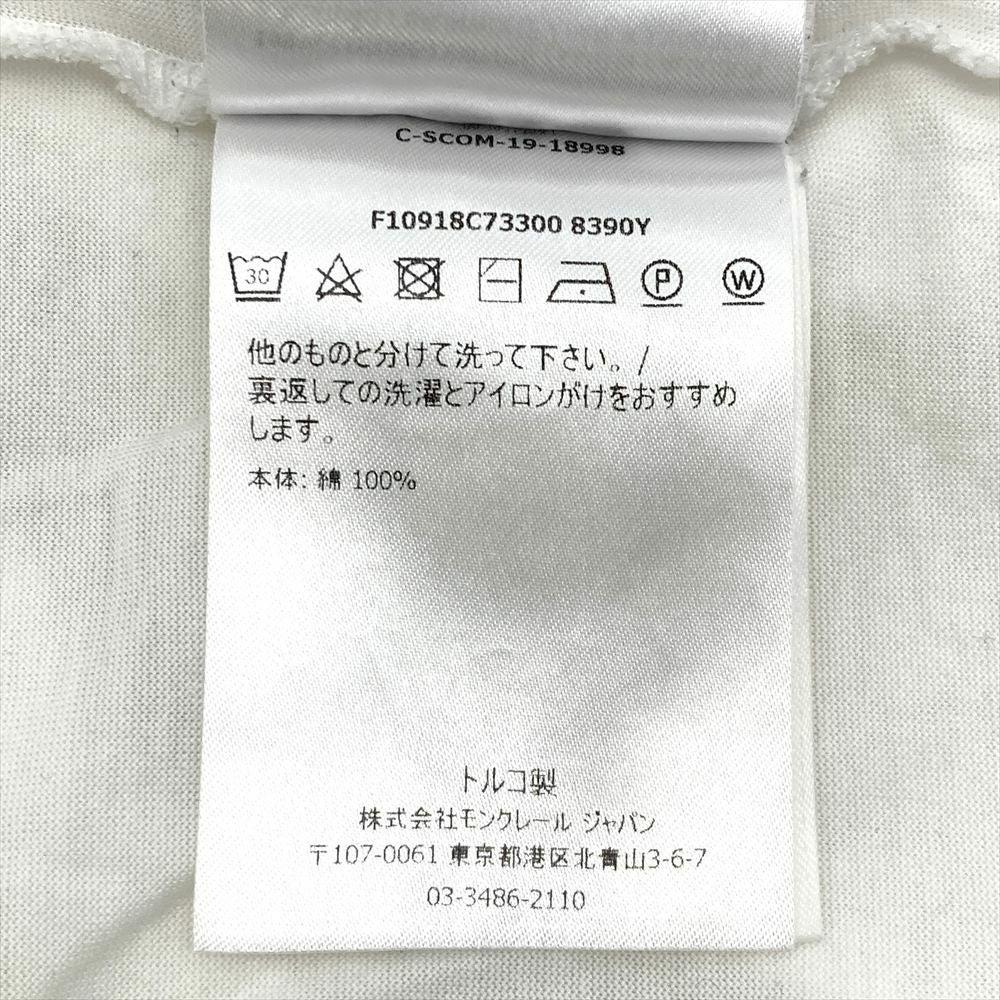 C-SCOM-19-18998
F10918C73300 8390Y
30
P
W
他のものと分けて洗って下さい。/
裏返しての洗濯とアイロンがけをおすすめ
します。
本体: 綿 100%
トルコ製
株式会社モンクレール ジャパン
〒107-0061 東京都港区北青山3-6-7
03-3486-2110